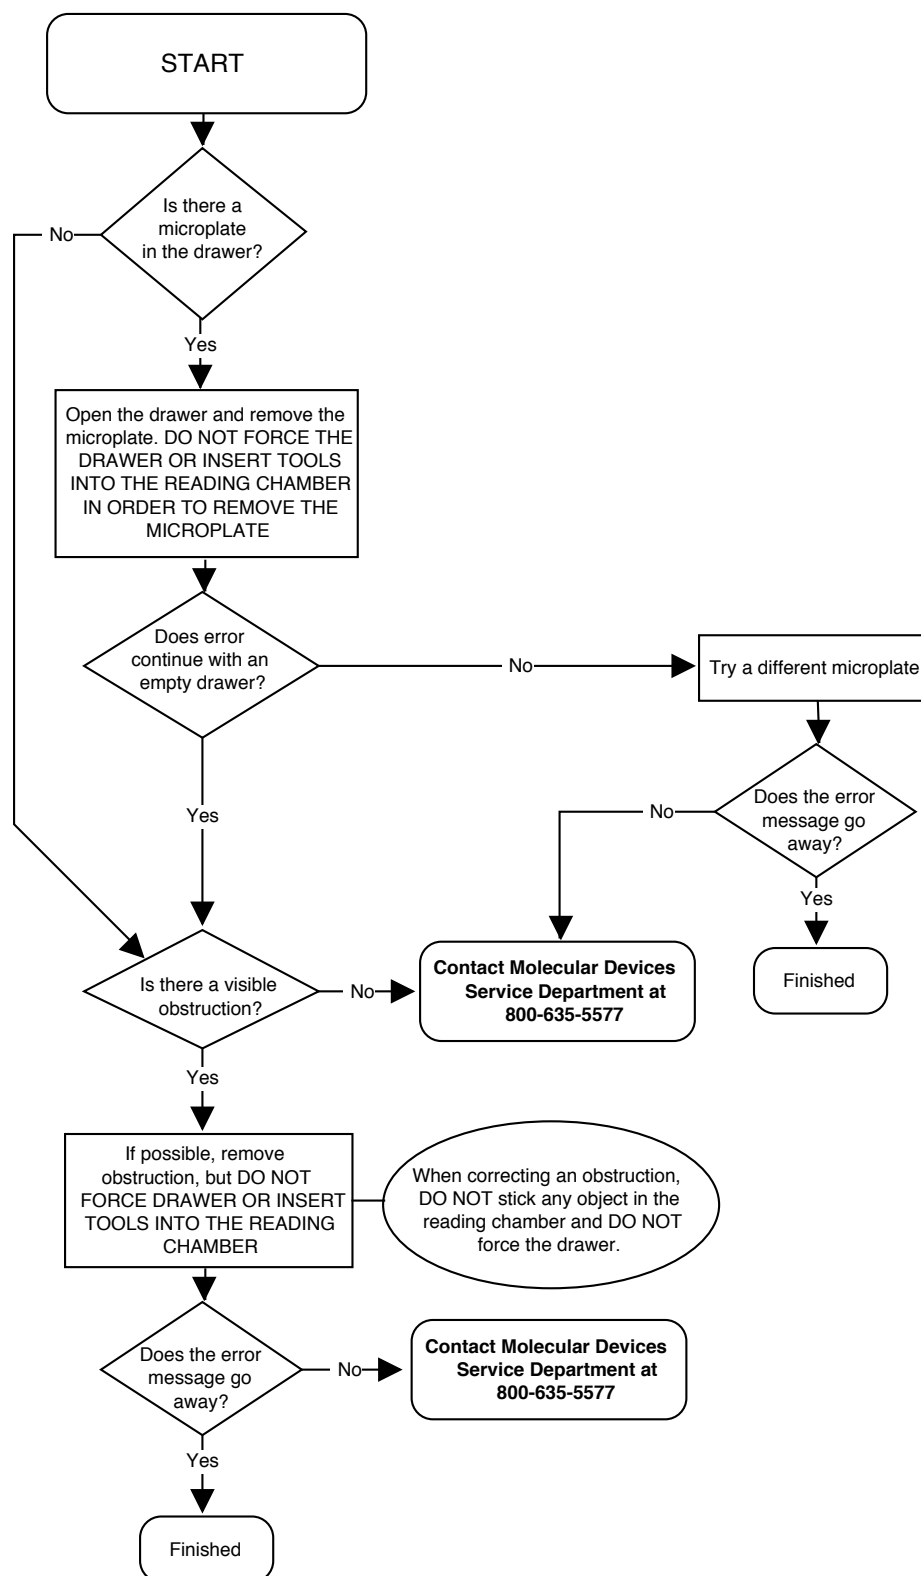 START
Is there a
microplate
in the drawer?
No
Yes
Open the drawer and remove the
microplate. DO NOT FORCE THE
DRAWER OR INSERT TOOLS
INTO THE READING CHAMBER
IN ORDER TO REMOVE THE
MICROPLATE
Does error
continue with an
empty drawer?
No
Try a different microplate
Yes
Does the error
message go
away?
No
Yes
Finished
Is there a visible
obstruction?
No
Contact Molecular Devices
Service Department at
800-635-5577
Yes
If possible, remove
obstruction, but DO NOT
FORCE DRAWER OR INSERT
TOOLS INTO THE READING
CHAMBER
When correcting an obstruction,
DO NOT stick any object in the
reading chamber and DO NOT
force the drawer.
Does the error
message go
away?
No
Contact Molecular Devices
Service Department at
800-635-5577
Yes
Finished